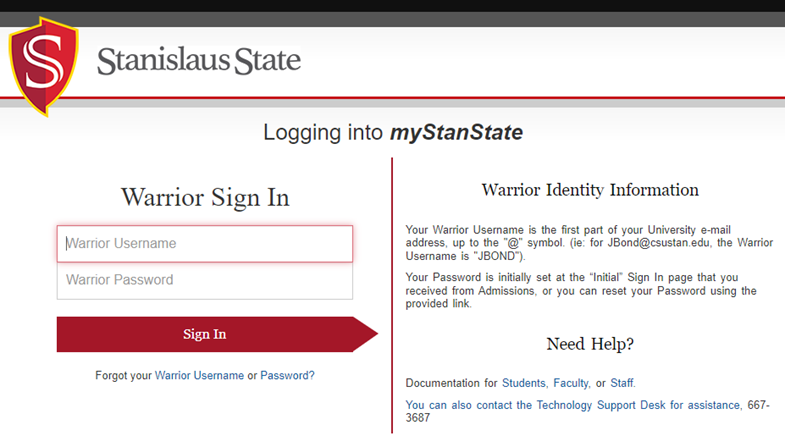 S
Stanislaus State
Logging into myStanState
Warrior Sign In
Warrior Username
Warrior Password
Sign In
Forgot your Warrior Username or Password?
Warrior Identity Information
Your Warrior Username is the first part of your University e-mail
address, up to the "@" symbol. (ie: for JBond@csustan.edu, the Warrior
Username is "JBOND").
Your Password is initially set at the “Initial” Sign In page that you
received from Admissions, or you can reset your Password using the
provided link.
Need Help?
Documentation for Students, Faculty, or Staff.
You can also contact the Technology Support Desk for assistance, 667-
3687